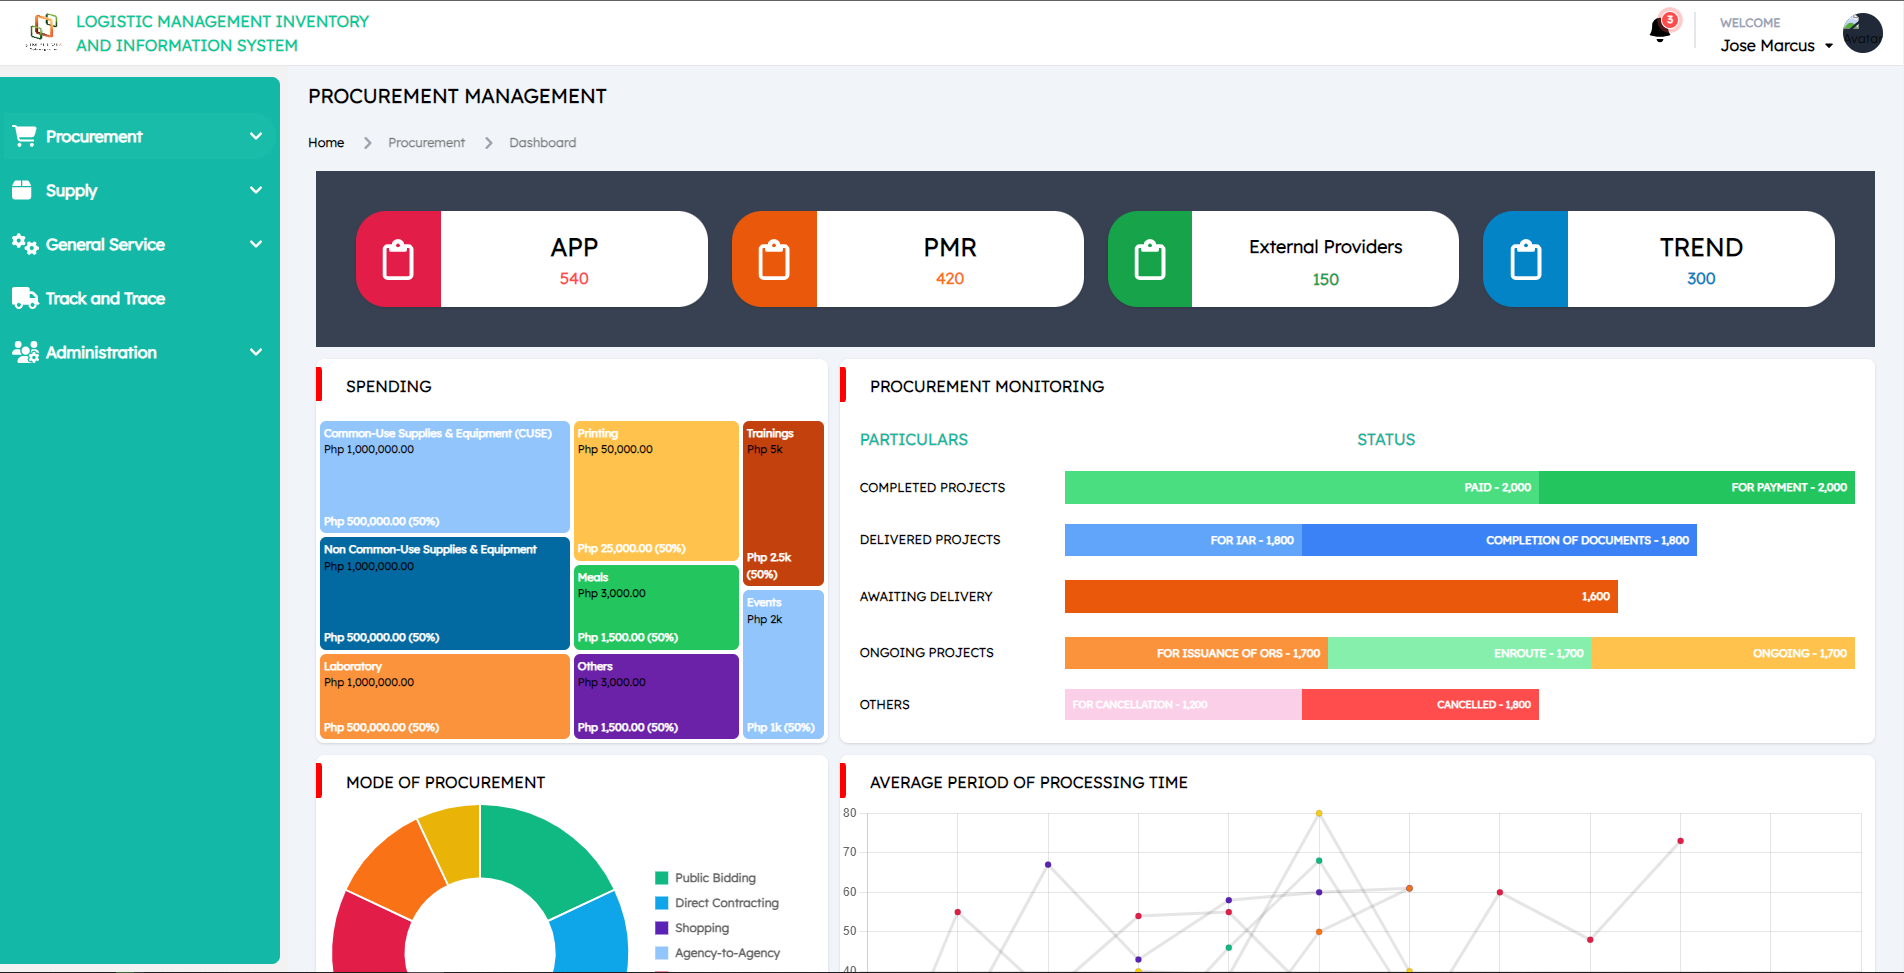 LOGISTIC MANAGEMENT INVENTORY
AND INFORMATION SYSTEM
3
WELCOME
Jose Marcus
Avatar
Procurement
Supply
General Service
Track and Trace
Administration
PROCUREMENT MANAGEMENT
Home
Procurement
Dashboard
APP
540
PMR
420
External Providers
150
TREND
300
SPENDING
Common-Use Supplies & Equipment (CUSE)
Php 1,000,000.00
Php 500,000.00 (50%)
Non Common-Use Supplies & Equipment
Php 1,000,000.00
Php 500,000.00 (50%)
Laboratory
Php 1,000,000.00
Php 500,000.00 (50%)
Printing
Php 50,000.00
Php 25,000.00 (50%)
Meals
Php 3,000.00
Php 1,500.00 (50%)
Others
Php 3,000.00
Php 1,500.00 (50%)
Trainings
Php 5k
Php 2.5k
(50%)
Events
Php 2k
Php 1k (50%)
PROCUREMENT MONITORING
PARTICULARS
STATUS
COMPLETED PROJECTS
PAID - 2,000
FOR PAYMENT - 2,000
DELIVERED PROJECTS
FOR IAR - 1,800
COMPLETION OF DOCUMENTS - 1,800
AWAITING DELIVERY
1,600
ONGOING PROJECTS
FOR ISSUANCE OF ORS - 1,700
ENROUTE - 1,700
ONGOING - 1,700
OTHERS
FOR CANCELLATION - 1,200
CANCELLED - 1,800
MODE OF PROCUREMENT
Public Bidding
Direct Contracting
Shopping
Agency-to-Agency
AVERAGE PERIOD OF PROCESSING TIME
80
70
60
50
40